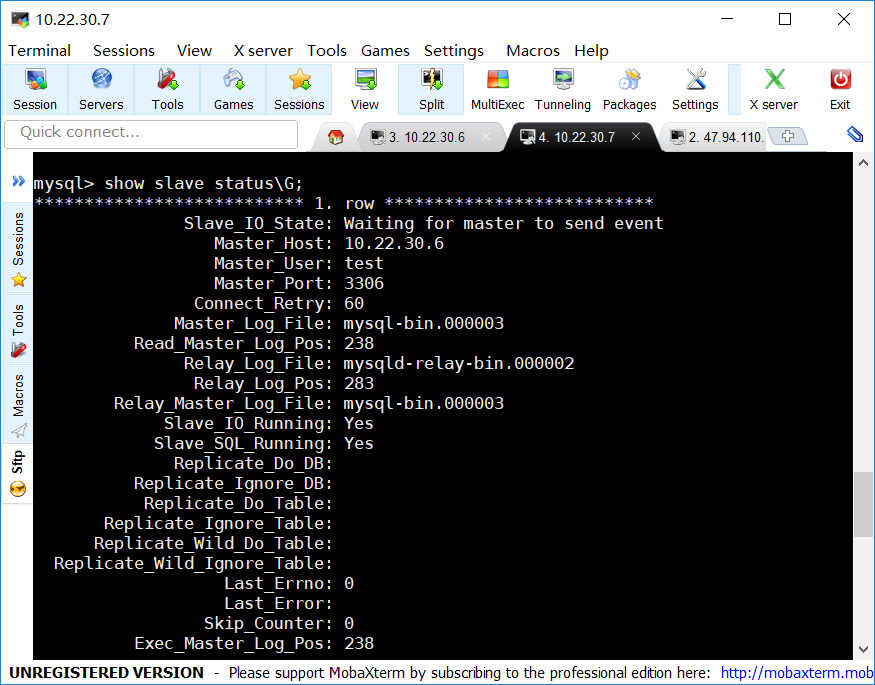 10.22.30.7
Terminal Sessions View X server Tools Games Settings Macros Help
Session Servers Tools Games Sessions View Split MultiExec Tunneling Packages Settings X server Exit
Quick connect...
3. 10.22.30.6
4. 10.22.30.7
2. 47.94.110.
Sessions
Tools
Macros
Sftp
mysql> show slave status\G;
*************************** 1. row ***************************
Slave_IO_State: Waiting for master to send event
Master_Host: 10.22.30.6
Master_User: test
Master_Port: 3306
Connect_Retry: 60
Master_Log_File: mysql-bin.000003
Read_Master_Log_Pos: 238
Relay_Log_File: mysqld-relay-bin.000002
Relay_Log_Pos: 283
Relay_Master_Log_File: mysql-bin.000003
Slave_IO_Running: Yes
Slave_SQL_Running: Yes
Replicate_Do_DB:
Replicate_Ignore_DB:
Replicate_Do_Table:
Replicate_Ignore_Table:
Replicate_Wild_Do_Table:
Replicate_Wild_Ignore_Table:
Last_Errno: 0
Last_Error:
Skip_Counter: 0
Exec_Master_Log_Pos: 238
UNREGISTERED VERSION - Please support MobaXterm by subscribing to the professional edition here: http://mobaxterm.mob